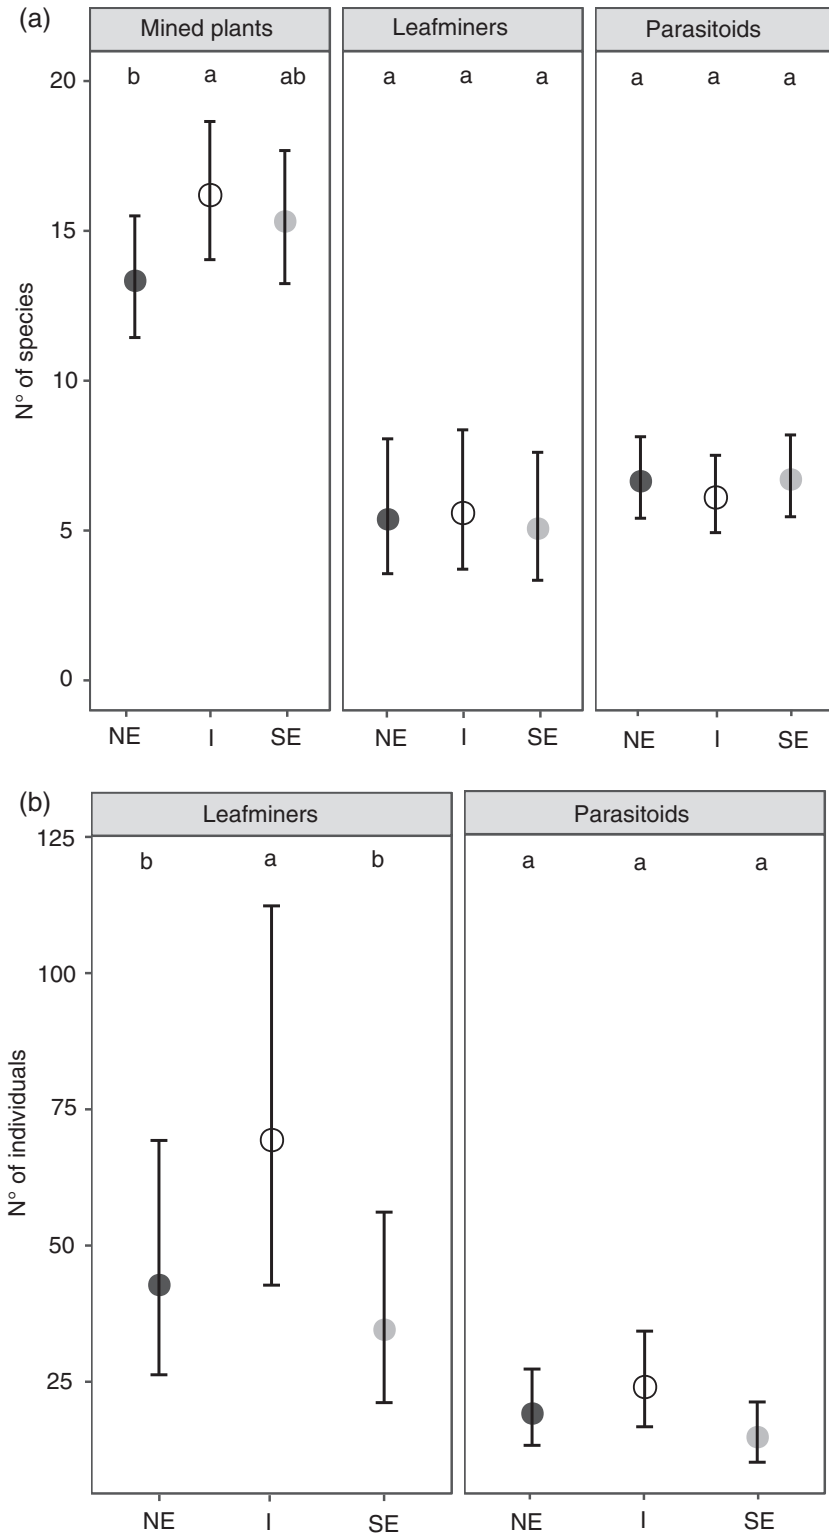 (a)
Mined plants Leafminers Parasitoids
b a ab a a a a a a
20
15
10
5
0
N° of species
NE I SE NE I SE NE I SE
(b)
Leafminers Parasitoids
b a b a a a
125
100
75
50
25
N° of individuals
NE I SE NE I SE